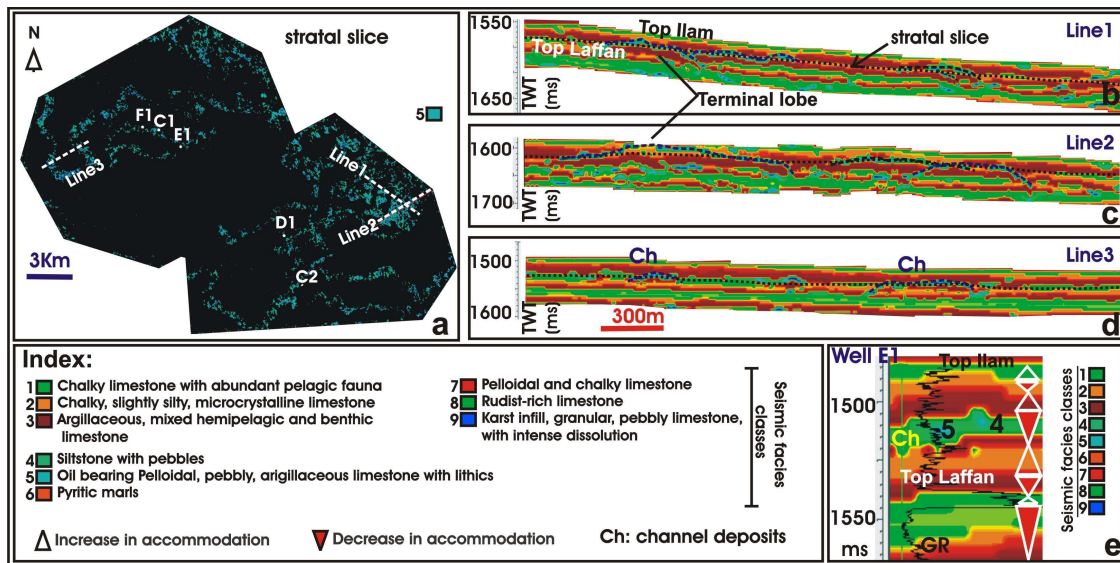 N
stratal slice
5
F1
C1
E1
Line3
Line1
Line2
D1
C2
3Km
a
1550
1650
TWT
(ms)
Top Ilam
Top Laffan
stratal slice
Line1
b
Terminal lobe
1600
1700
TWT
(ms)
Line2
c
1500
1600
TWT
(ms)
Ch
Ch
Line3
300m
d
Index:
1 Chalky limestone with abundant pelagic fauna
2 Chalky, slightly silty, microcrystalline limestone
3 Argillaceous, mixed hemipelagic and benthic
limestone
4 Siltstone with pebbles
5 Oil bearing Pelloidal, pebbly, arigillaceous limestone with lithics
6 Pyritic marls
7 Pelloidal and chalky limestone
8 Rudist-rich limestone
9 Karst infill, granular, pebbly limestone,
with intense dissolution
Seismic facies
classes
Increase in accommodation
Decrease in accommodation
Ch: channel deposits
Well E1
Top Ilam
1500
Ch
5
4
Top Laffan
1550
ms
GR
Seismic facies classes
1
2
3
4
5
6
7
8
9
e